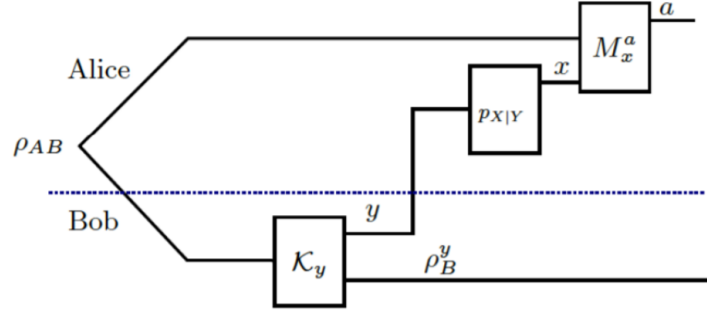 a
M_x^a
x
Alice
p_{X|Y}
ρ_{AB}
Bob
y
𝒦_y
ρ_B^y